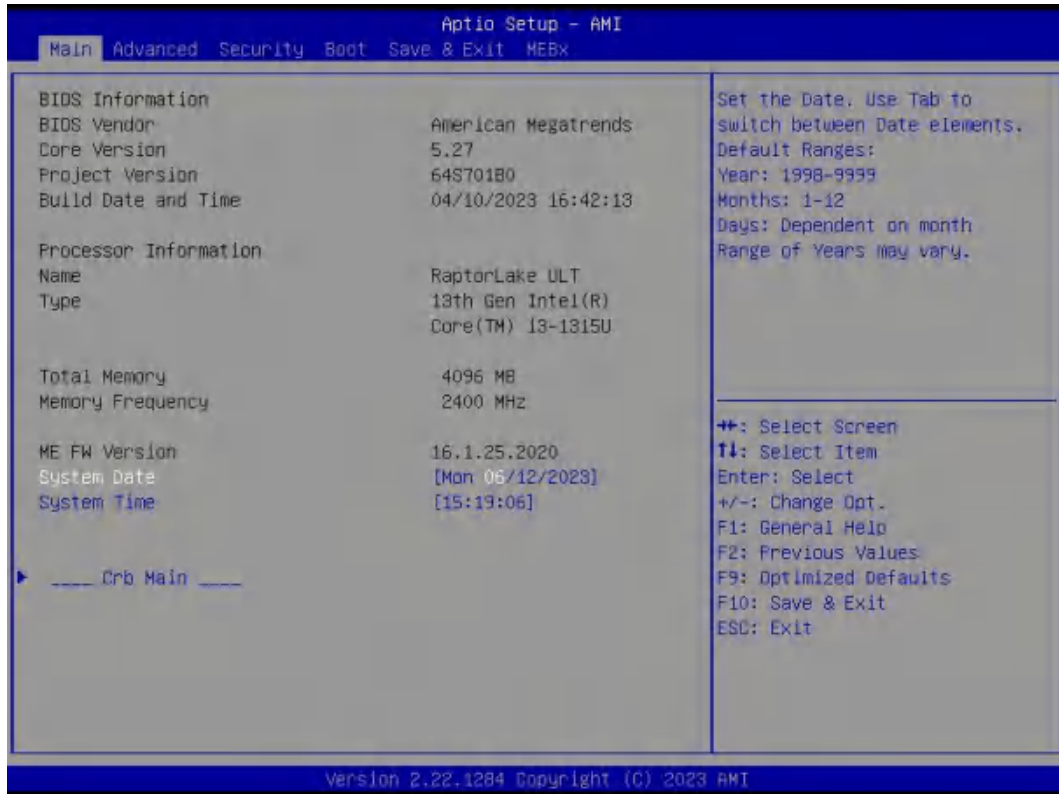 Aptio Setup - AMI
Main Advanced Security Boot Save & Exit MEBx
BIOS Information
BIOS Vendor American Megatrends
Core Version 5.27
Project Version 64S701B0
Build Date and Time 04/10/2023 16:42:13
Processor Information
Name RaptorLake ULT
Type 13th Gen Intel(R)
Core(TM) i3-1315U
Total Memory 4096 MB
Memory Frequency 2400 MHz
ME FW Version 16.1.25.2020
System Date [Mon 06/12/2023]
System Time [15:19:06]
____ Crb Main ____
Set the Date. Use Tab to
switch between Date elements.
Default Ranges:
Year: 1998-9999
Months: 1-12
Days: Dependent on month
Range of Years may vary.
→←: Select Screen
↑↓: Select Item
Enter: Select
+/-: Change Opt.
F1: General Help
F2: Previous Values
F9: Optimized Defaults
F10: Save & Exit
ESC: Exit
Version 2.22.1284 Copyright (C) 2023 AMI